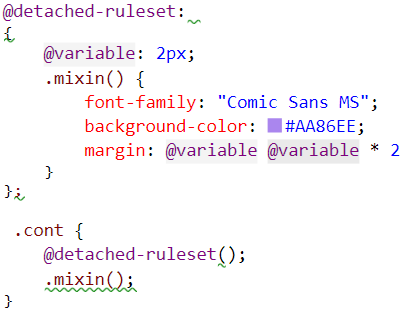 @detached-ruleset:
{
@variable: 2px;
.mixin() {
font-family: "Comic Sans MS";
background-color: #AA86EE;
margin: @variable @variable * 2
}
};
.cont {
@detached-ruleset();
.mixin();
}